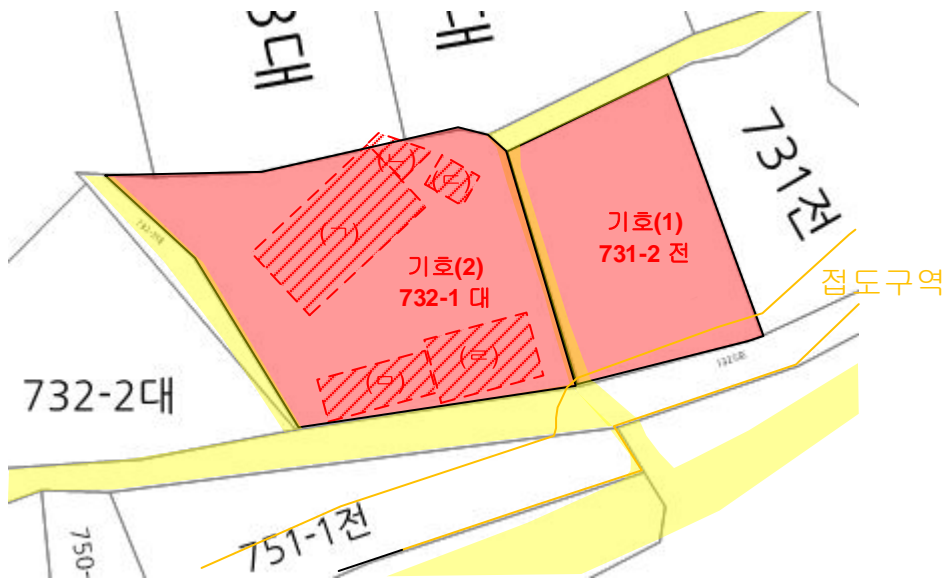 3대
대
731전
기호(1)
731-2 전
접도구역
기호(2)
732-1 대
(ㄱ)
(ㄴ)
(ㄷ)
(ㄹ)
(ㅁ)
732-2대
751-1전
750-